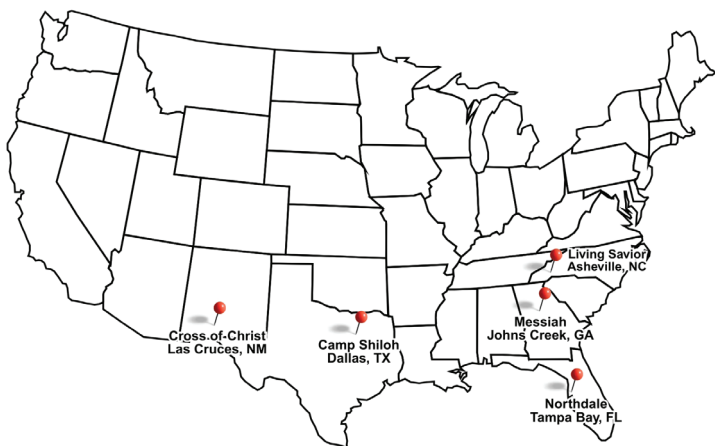 Living Savior
Asheville, NC
Messiah
Johns Creek, GA
Cross-of-Christ
Las Cruces, NM
Camp Shiloh
Dallas, TX
Northdale
Tampa Bay, FL